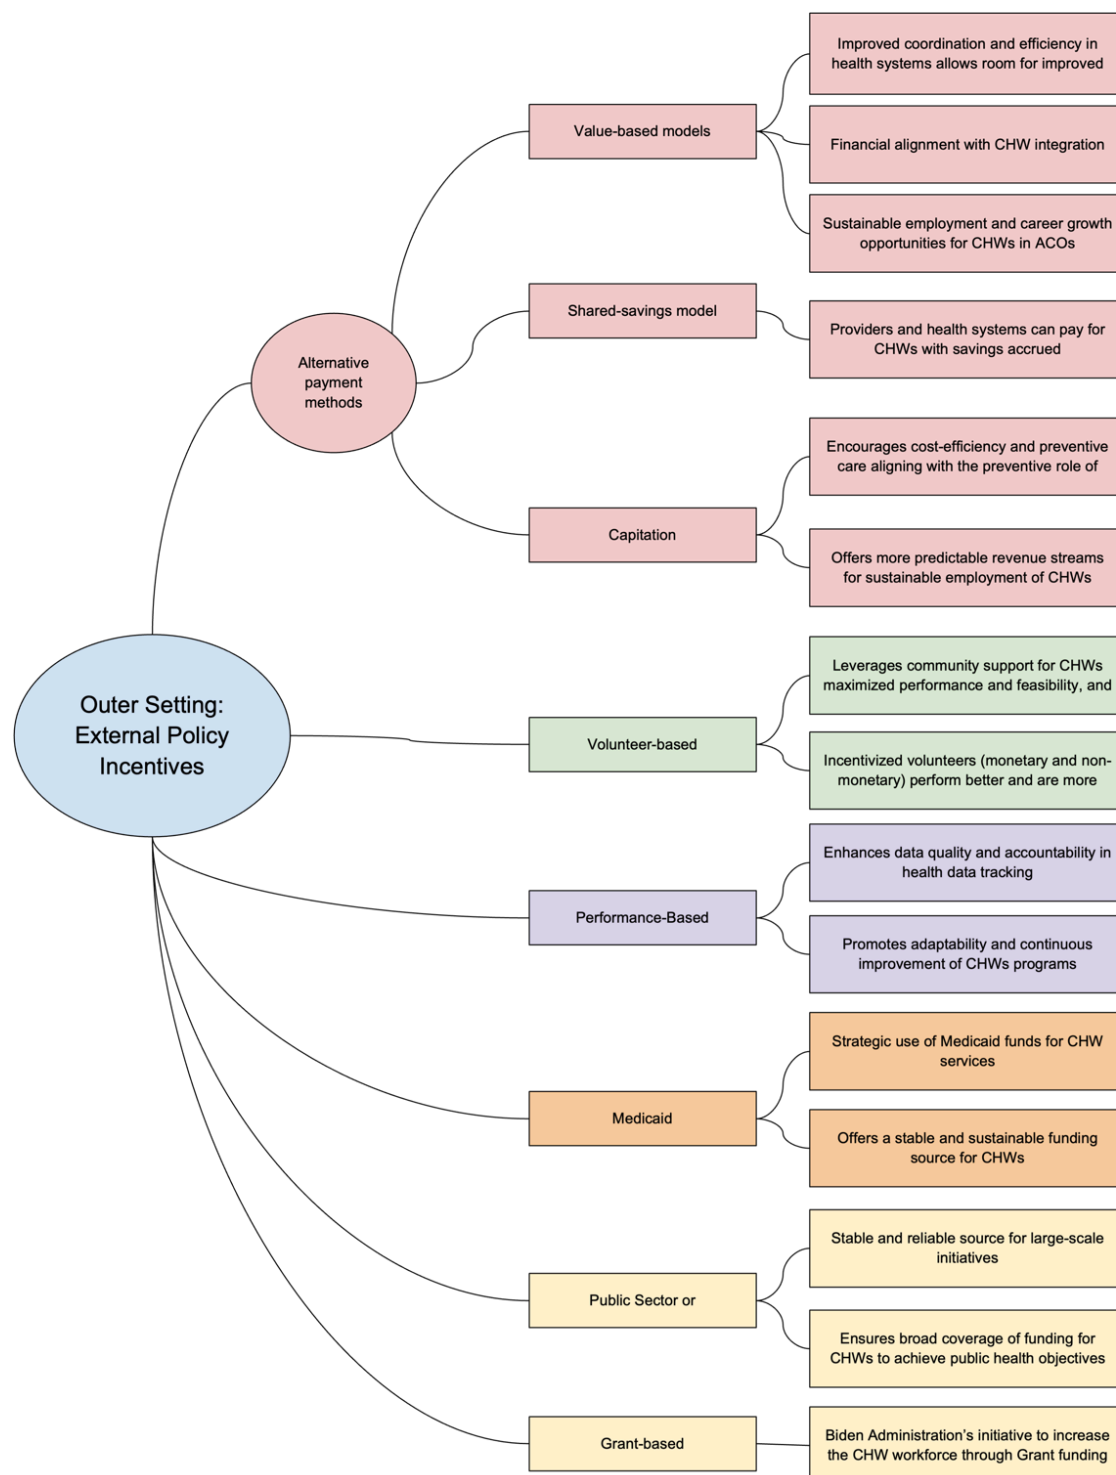 Improved coordination and efficiency in
health systems allows room for improved
Value-based models
Financial alignment with CHW integration
Sustainable employment and career growth
opportunities for CHWs in ACOs
Shared-savings model
Providers and health systems can pay for
CHWs with savings accrued
Alternative
payment
methods
Encourages cost-efficiency and preventive
care aligning with the preventive role of
Capitation
Offers more predictable revenue streams
for sustainable employment of CHWs
Outer Setting:
External Policy
Incentives
Leverages community support for CHWs
maximized performance and feasibility, and
Volunteer-based
Incentivized volunteers (monetary and non-
monetary) perform better and are more
Enhances data quality and accountability in
health data tracking
Performance-Based
Promotes adaptability and continuous
improvement of CHWs programs
Strategic use of Medicaid funds for CHW
services
Medicaid
Offers a stable and sustainable funding
source for CHWs
Stable and reliable source for large-scale
initiatives
Public Sector or
Ensures broad coverage of funding for
CHWs to achieve public health objectives
Grant-based
Biden Administration's initiative to increase
the CHW workforce through Grant funding